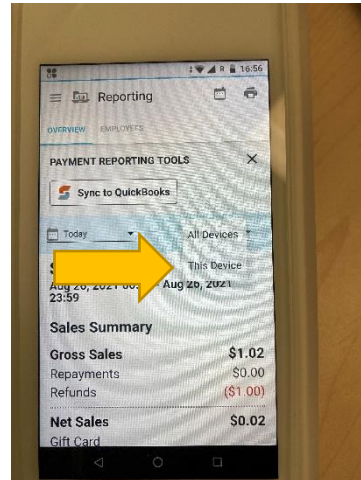 R 16:56
Reporting
OVERVIEW EMPLOYEES
PAYMENT REPORTING TOOLS X
Sync to QuickBooks
Today All Devices
This Device
Aug 26, 2021 Aug 26, 2021
23:59
Sales Summary
Gross Sales $1.02
Repayments $0.00
Refunds ($1.00)
Net Sales $0.02
Gift Card